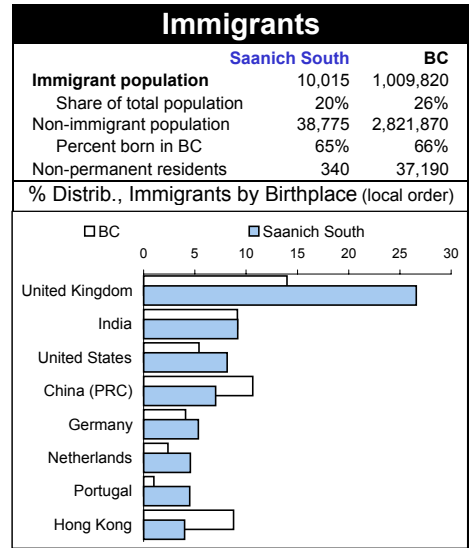 Immigrants
Saanich South BC
Immigrant population 10,015 1,009,820
Share of total population 20% 26%
Non-immigrant population 38,775 2,821,870
Percent born in BC 65% 66%
Non-permanent residents 340 37,190
% Distrib., Immigrants by Birthplace (local order)
BC Saanich South
0 5 10 15 20 25 30
United Kingdom
India
United States
China (PRC)
Germany
Netherlands
Portugal
Hong Kong